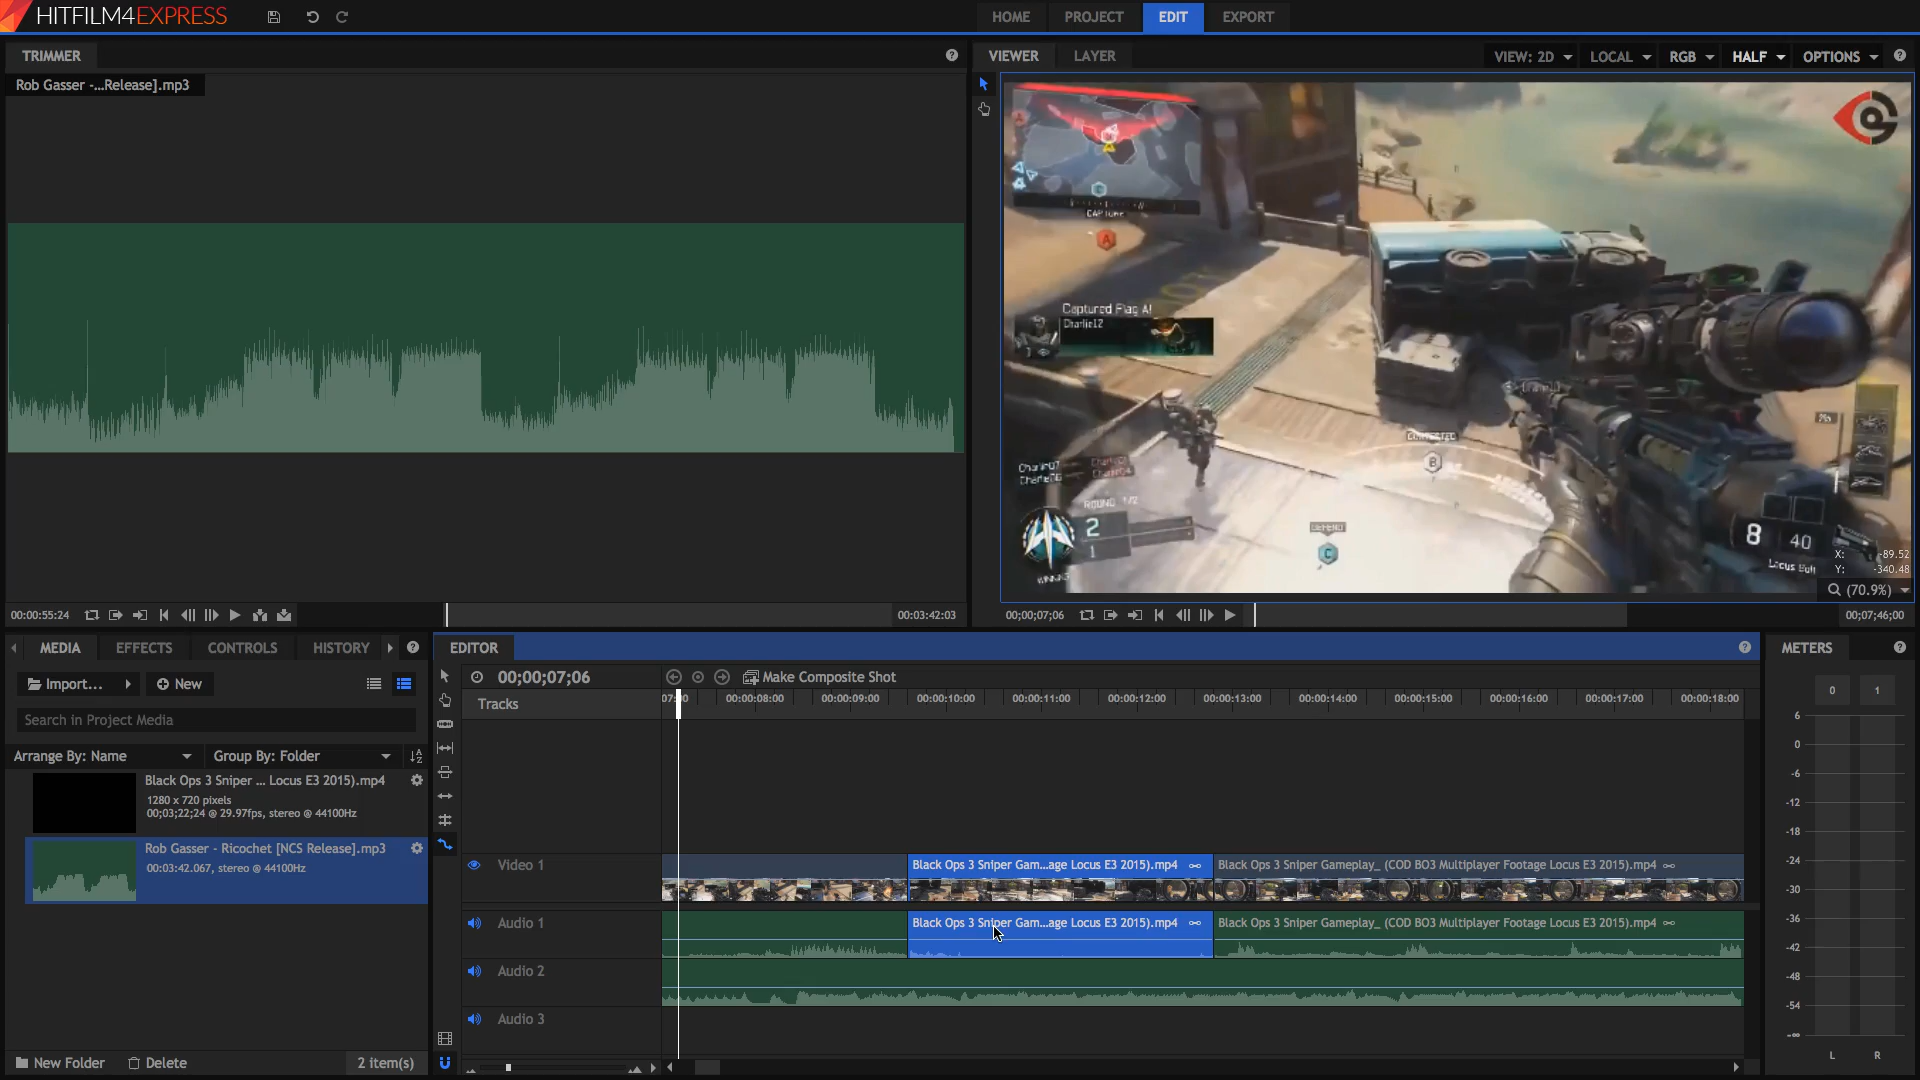 HITFILM4EXPRESS
HOME
PROJECT
EDIT
EXPORT
TRIMMER
Rob Gasser -...Release].mp3
00:00:55:24
00:03:42:03
VIEWER
LAYER
VIEW: 2D
LOCAL
RGB
HALF
OPTIONS
CAPTURE
A
Captured Flag A!
Charlie12
ROUND 1/2
2
1
WINNING
B
DEFEND
C
8
40
X: -89.52
Y: -340.48
(70.9%)
00;00;07;06
00;07;46;00
MEDIA
EFFECTS
CONTROLS
HISTORY
Import...
New
Search in Project Media
Arrange By: Name
Group By: Folder
Black Ops 3 Sniper ... Locus E3 2015).mp4
1280 x 720 pixels
00;03;22;24 @ 29.97fps, stereo @ 44100Hz
Rob Gasser - Ricochet [NCS Release].mp3
00:03:42.067, stereo @ 44100Hz
New Folder
Delete
2 item(s)
EDITOR
00;00;07;06
Make Composite Shot
Tracks
00:00:08:00
00:00:09:00
00:00:10:00
00:00:11:00
00:00:12:00
00:00:13:00
00:00:14:00
00:00:15:00
00:00:16:00
00:00:17:00
00:00:18:00
Video 1
Black Ops 3 Sniper Gam...age Locus E3 2015).mp4
Black Ops 3 Sniper Gameplay_ (COD BO3 Multiplayer Footage Locus E3 2015).mp4
Audio 1
Black Ops 3 Sniper Gam...age Locus E3 2015).mp4
Black Ops 3 Sniper Gameplay_ (COD BO3 Multiplayer Footage Locus E3 2015).mp4
Audio 2
Audio 3
METERS
0
1
6
0
-6
-12
-18
-24
-30
-36
-42
-48
-54
-∞
L
R